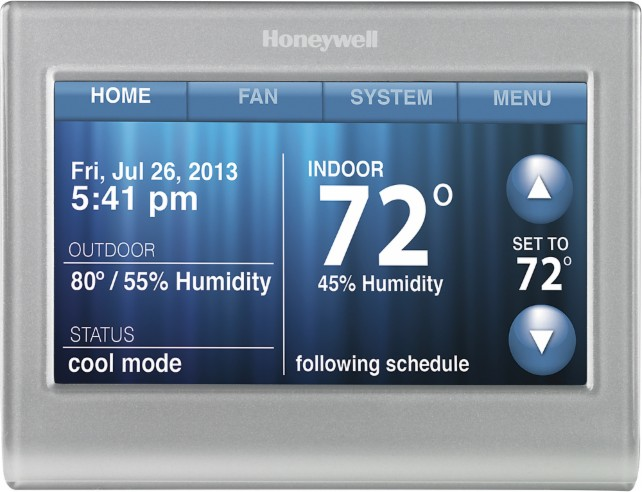 Honeywell
HOME FAN SYSTEM MENU
Fri, Jul 26, 2013
5:41 pm
OUTDOOR
80° / 55% Humidity
STATUS
cool mode
INDOOR
72°
45% Humidity
following schedule
SET TO
72°